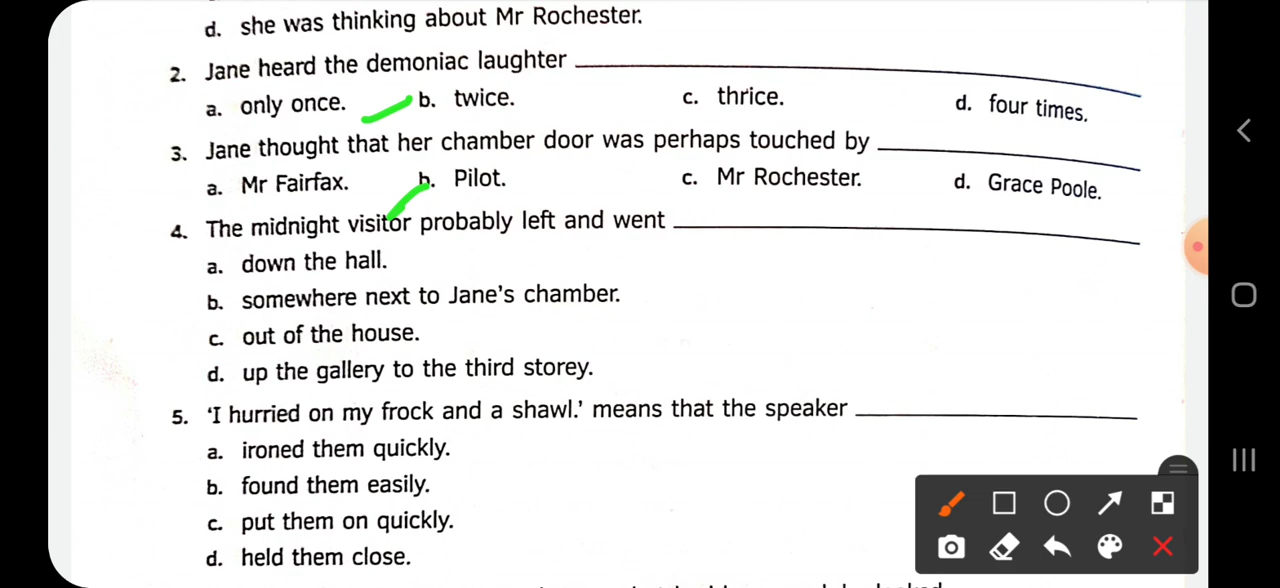 d. she was thinking about Mr Rochester.
2. Jane heard the demoniac laughter
a. only once. b. twice. c. thrice. d. four times.
3. Jane thought that her chamber door was perhaps touched by
a. Mr Fairfax. b. Pilot. c. Mr Rochester. d. Grace Poole.
4. The midnight visitor probably left and went
a. down the hall.
b. somewhere next to Jane's chamber.
c. out of the house.
d. up the gallery to the third storey.
5. 'I hurried on my frock and a shawl.' means that the speaker
a. ironed them quickly.
b. found them easily.
c. put them on quickly.
d. held them close.